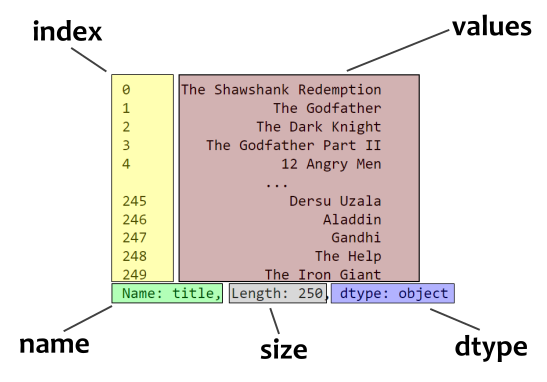 index
values
0 The Shawshank Redemption
1 The Godfather
2 The Dark Knight
3 The Godfather Part II
4 12 Angry Men
...
245 Dersu Uzala
246 Aladdin
247 Gandhi
248 The Help
249 The Iron Giant
Name: title, Length: 250, dtype: object
name
size
dtype